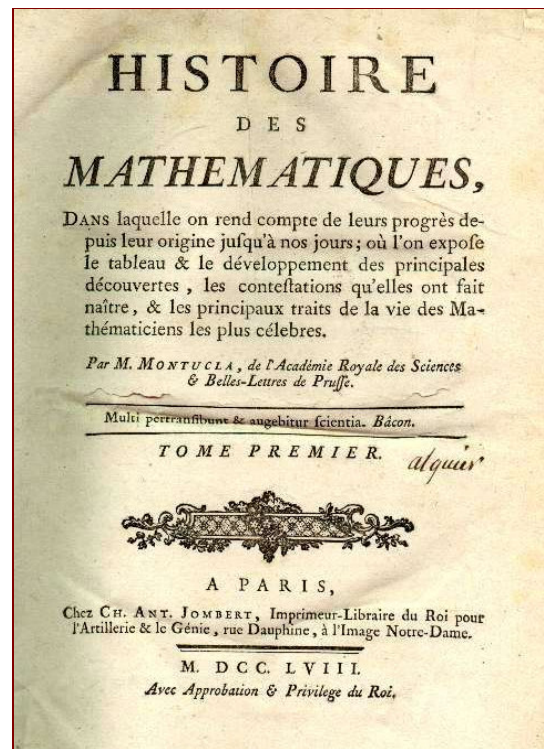 HISTOIRE
DES
MATHEMATIQUES,
DANS laquelle on rend compte de leurs progrès de-
puis leur origine juſqu'à nos jours; où l'on expoſe
le tableau & le développement des principales
découvertes, les conteſtations qu'elles ont fait
naître, & les principaux traits de la vie des Ma-
thématiciens les plus célebres.
Par M. MONTUCLA, de l'Académie Royale des Sciences
& Belles-Lettres de Pruſſe.
Multi pertranſibunt & augebitur ſcientia. Bâcon.
TOME PREMIER.
alquier
A PARIS,
Chez CH. ANT. JOMBERT, Imprimeur-Libraire du Roi pour
l'Artillerie & le Génie, rue Dauphine, à l'Image Notre-Dame.
M. DCC. LVIII.
Avec Approbation & Privilege du Roi.